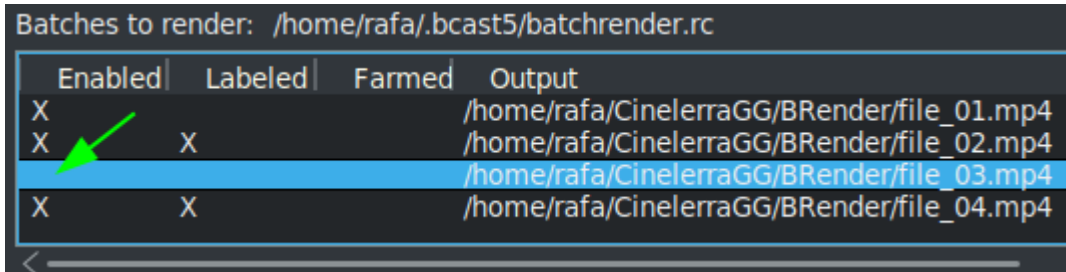 Batches to render: /home/rafa/.bcast5/batchrender.rc
Enabled Labeled Farmed Output
X /home/rafa/CinelerraGG/BRender/file_01.mp4
X X /home/rafa/CinelerraGG/BRender/file_02.mp4
/home/rafa/CinelerraGG/BRender/file_03.mp4
X X /home/rafa/CinelerraGG/BRender/file_04.mp4